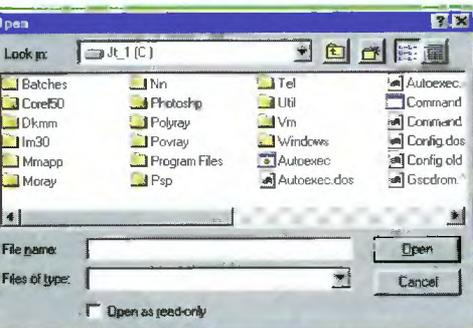 Open
Look in: Jt_1 (C )
Batches
Corel50
Dkmm
Im30
Mmapp
Moray
Nn
Photoshp
Polyray
Povray
Program Files
Psp
Tel
Util
Vm
Windows
Autoexec
Autoexec.dos
Autoexec.
Command
Command
Config.dos
Config.old
Gscdrom.
File name: Open
Files of type: Cancel
Open as read-only